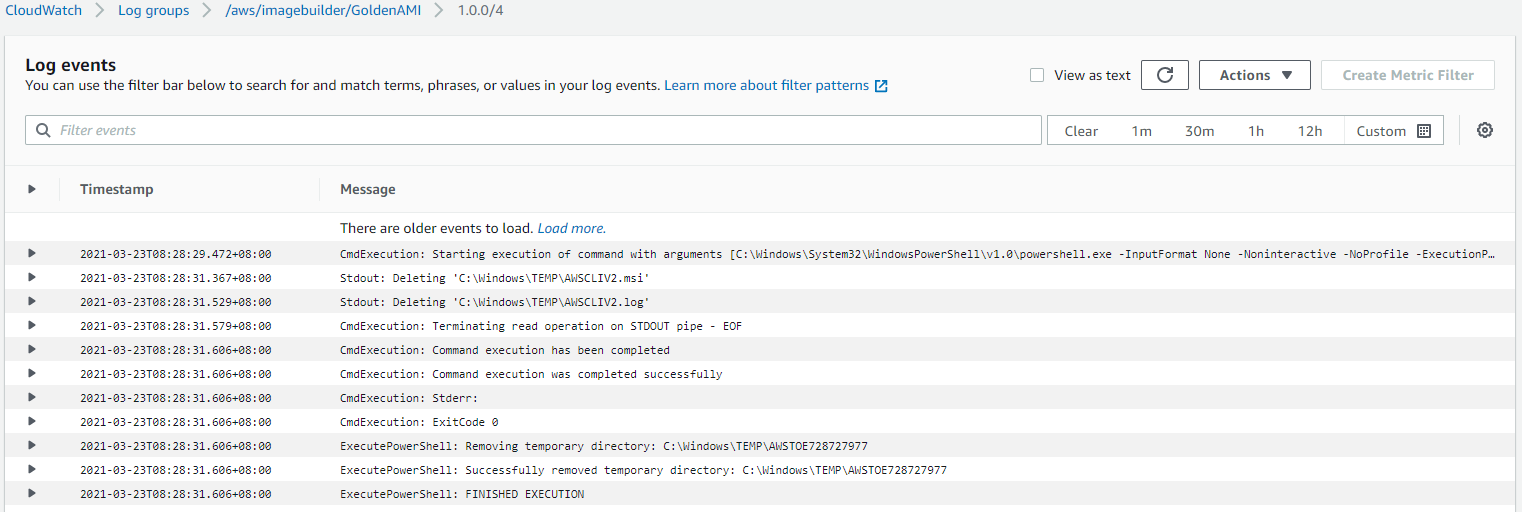 CloudWatch > Log groups > /aws/imagebuilder/GoldenAMI > 1.0.0/4
Log events
You can use the filter bar below to search for and match terms, phrases, or values in your log events. Learn more about filter patterns
View as text
Actions
Create Metric Filter
Filter events
Clear 1m 30m 1h 12h Custom
Timestamp Message
There are older events to load. Load more.
2021-03-23T08:28:29.472+08:00 CmdExecution: Starting execution of command with arguments [C:\Windows\System32\WindowsPowerShell\v1.0\powershell.exe -InputFormat None -Noninteractive -NoProfile -ExecutionP…
2021-03-23T08:28:31.367+08:00 Stdout: Deleting 'C:\Windows\TEMP\AWSCLIV2.msi'
2021-03-23T08:28:31.529+08:00 Stdout: Deleting 'C:\Windows\TEMP\AWSCLIV2.log'
2021-03-23T08:28:31.579+08:00 CmdExecution: Terminating read operation on STDOUT pipe - EOF
2021-03-23T08:28:31.606+08:00 CmdExecution: Command execution has been completed
2021-03-23T08:28:31.606+08:00 CmdExecution: Command execution was completed successfully
2021-03-23T08:28:31.606+08:00 CmdExecution: Stderr:
2021-03-23T08:28:31.606+08:00 CmdExecution: ExitCode 0
2021-03-23T08:28:31.606+08:00 ExecutePowerShell: Removing temporary directory: C:\Windows\TEMP\AWSTOE728727977
2021-03-23T08:28:31.606+08:00 ExecutePowerShell: Successfully removed temporary directory: C:\Windows\TEMP\AWSTOE728727977
2021-03-23T08:28:31.606+08:00 ExecutePowerShell: FINISHED EXECUTION